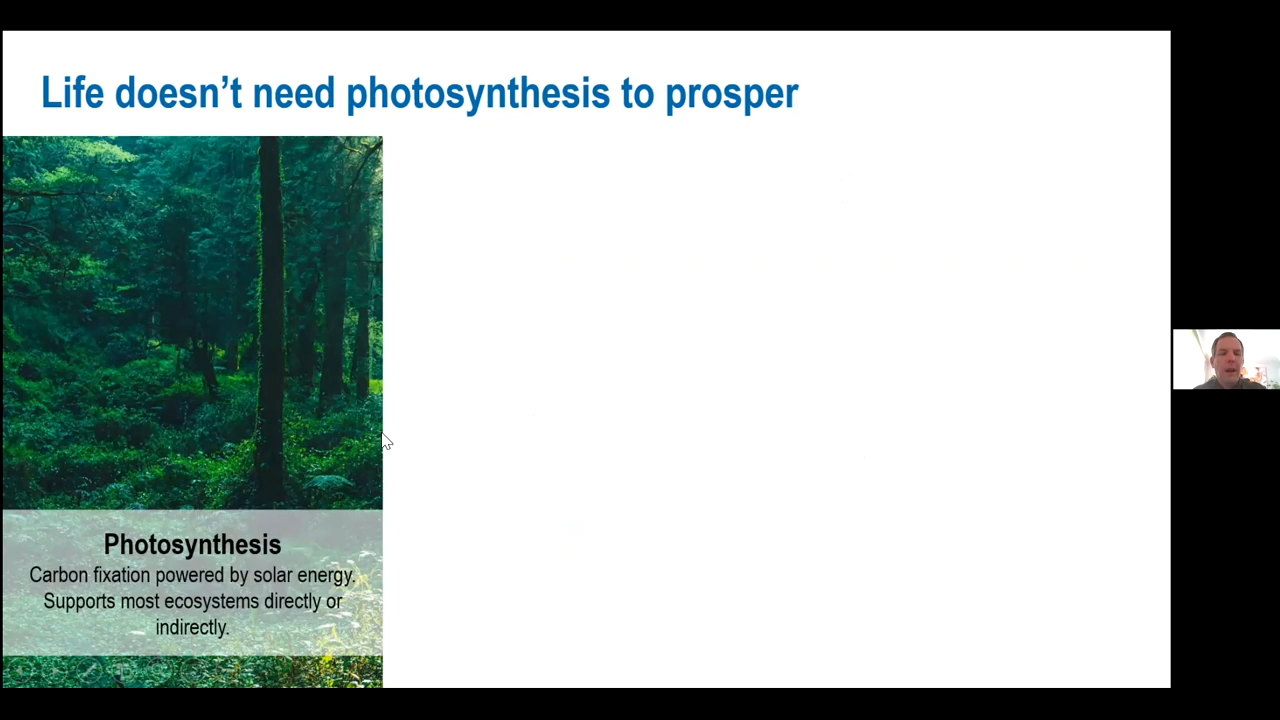 Life doesn’t need photosynthesis to prosper
Photosynthesis
Carbon fixation powered by solar energy.
Supports most ecosystems directly or
indirectly.